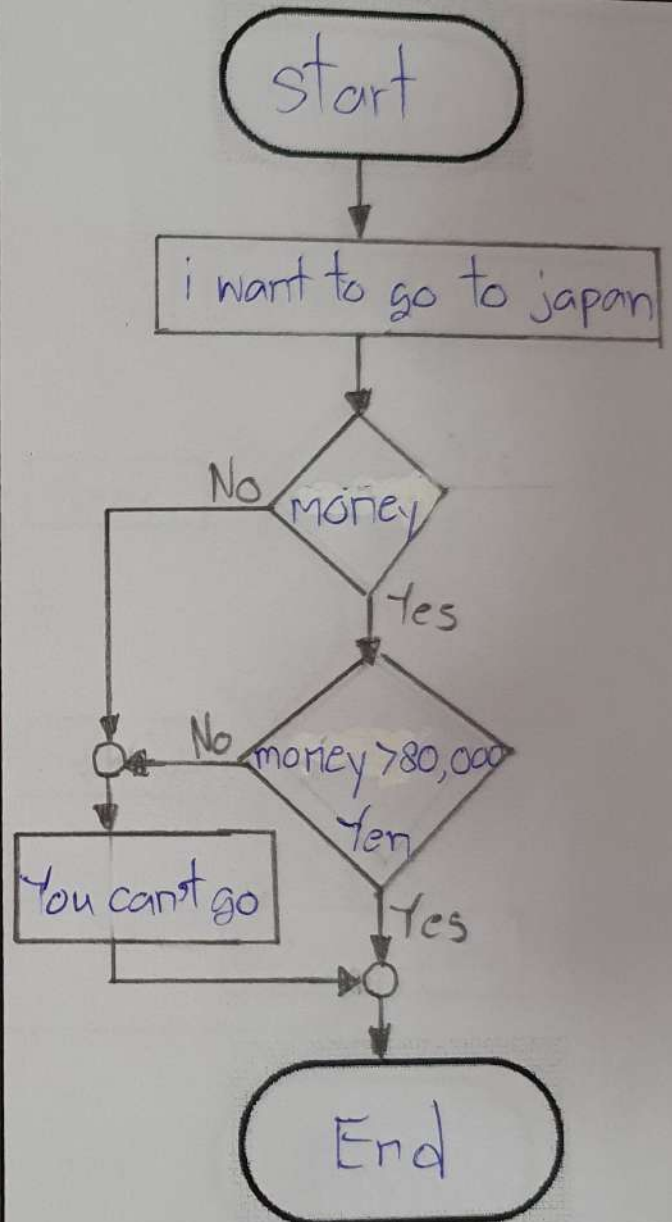 start
i want to go to japan
No
money
Yes
No
money >80,000
Yen
You can't go
Yes
End